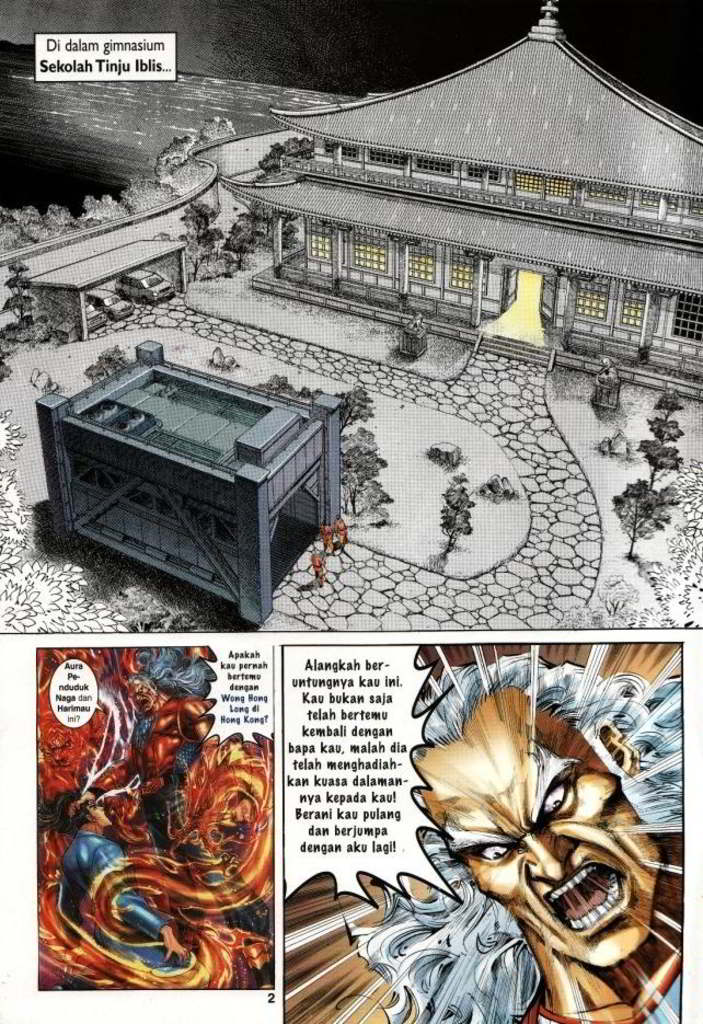 Di dalam gimnasium
Sekolah Tinju Iblis...
Aura
Pe-
nduduk
Naga dan
Harimau
ini?
Apakah
kau pernah
bertemu
dengan
Wong Hong
Long di
Hong Kong?
Alangkah ber-
untungnya kau ini.
Kau bukan saja
telah bertemu
kembali dengan
bapa kau, malah dia
telah menghadiah-
kan kuasa dalaman-
nya kepada kau!
Berani kau pulang
dan berjumpa
dengan aku lagi!
2